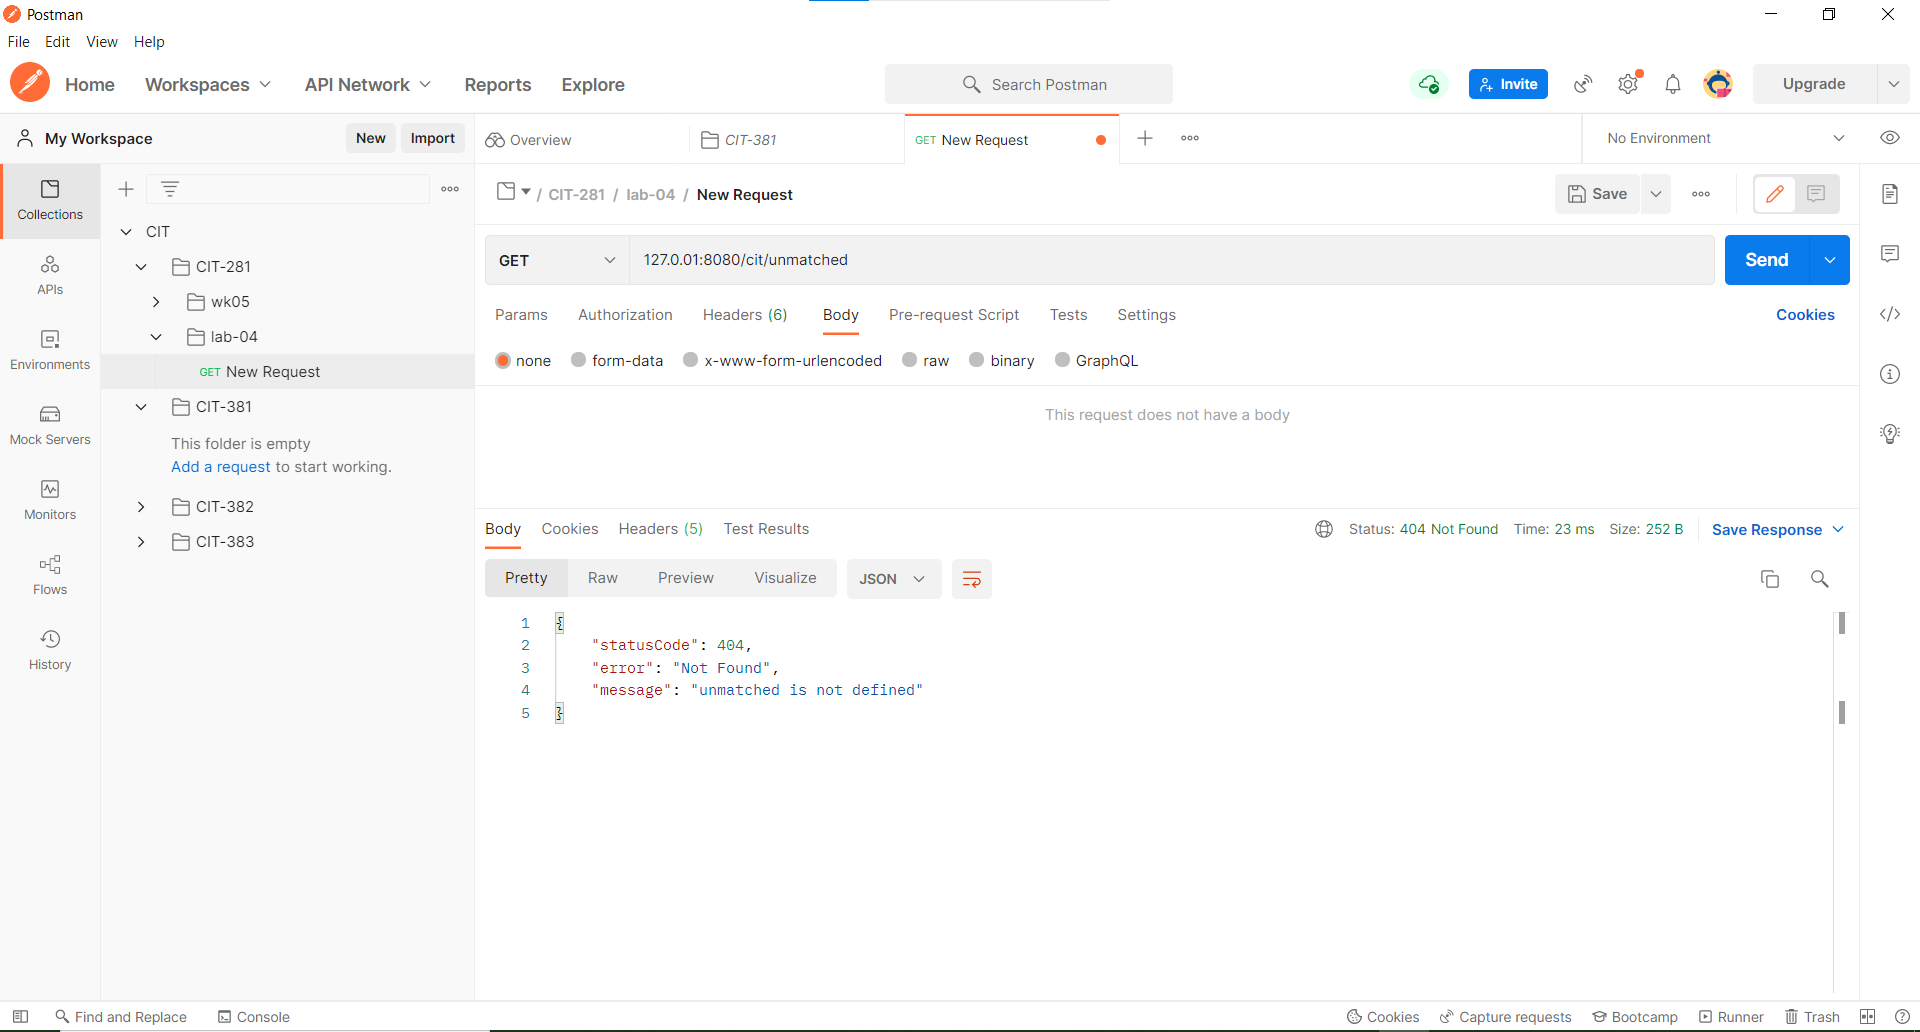 Postman
File Edit View Help
Home Workspaces API Network Reports Explore Search Postman Invite Upgrade
My Workspace New Import
Overview CIT-381 GET New Request No Environment
Collections
APIs
Environments
Mock Servers
Monitors
Flows
History
CIT
CIT-281
wk05
lab-04
GET New Request
CIT-381
This folder is empty
Add a request to start working.
CIT-382
CIT-383
/ CIT-281 / lab-04 / New Request Save
GET 127.0.01:8080/cit/unmatched Send
Params Authorization Headers (6) Body Pre-request Script Tests Settings Cookies
none form-data x-www-form-urlencoded raw binary GraphQL
This request does not have a body
Body Cookies Headers (5) Test Results Status: 404 Not Found Time: 23 ms Size: 252 B Save Response
Pretty Raw Preview Visualize JSON
1 {
2 "statusCode": 404,
3 "error": "Not Found",
4 "message": "unmatched is not defined"
5 }
Find and Replace Console Cookies Capture requests Bootcamp Runner Trash